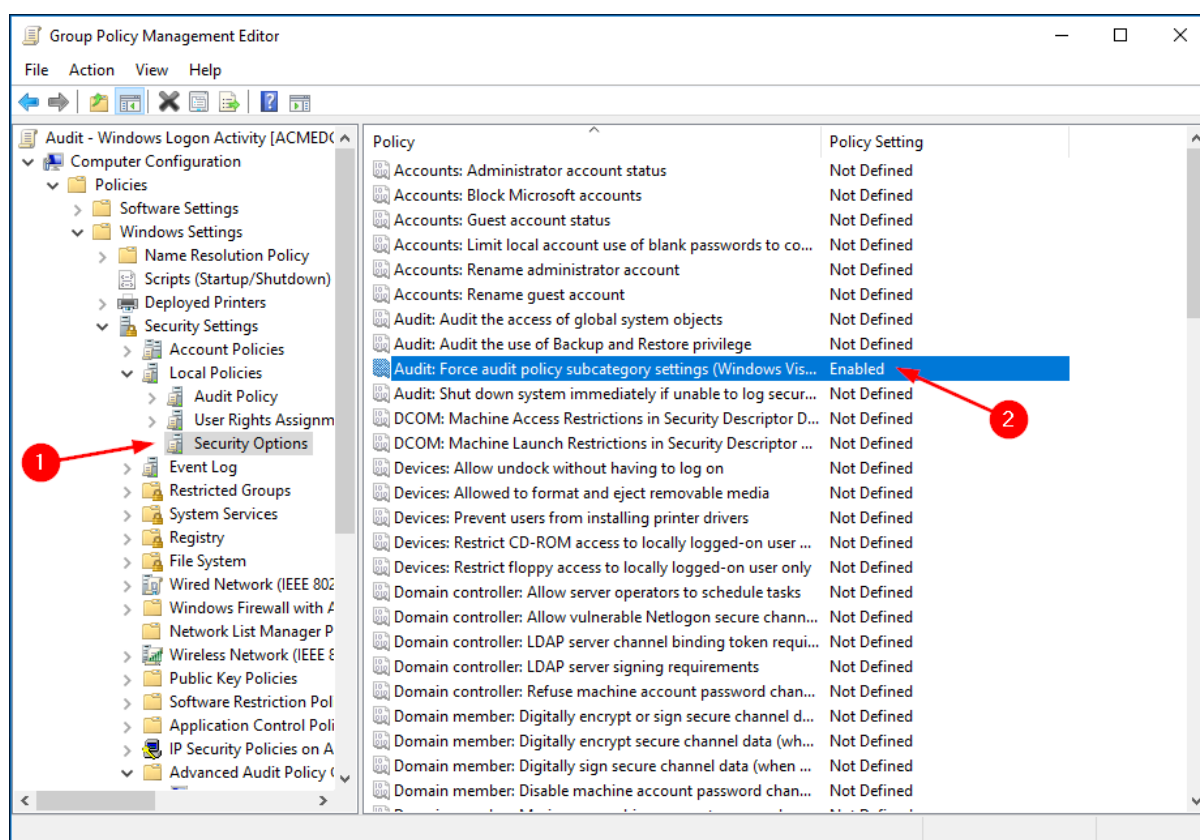 Group Policy Management Editor
File Action View Help
Audit - Windows Logon Activity [ACMEDC
Computer Configuration
Policies
Software Settings
Windows Settings
Name Resolution Policy
Scripts (Startup/Shutdown)
Deployed Printers
Security Settings
Account Policies
Local Policies
Audit Policy
User Rights Assignm
Security Options
1
Event Log
Restricted Groups
System Services
Registry
File System
Wired Network (IEEE 802
Windows Firewall with A
Network List Manager P
Wireless Network (IEEE 8
Public Key Policies
Software Restriction Pol
Application Control Poli
IP Security Policies on A
Advanced Audit Policy C
Policy Policy Setting
Accounts: Administrator account status Not Defined
Accounts: Block Microsoft accounts Not Defined
Accounts: Guest account status Not Defined
Accounts: Limit local account use of blank passwords to co... Not Defined
Accounts: Rename administrator account Not Defined
Accounts: Rename guest account Not Defined
Audit: Audit the access of global system objects Not Defined
Audit: Audit the use of Backup and Restore privilege Not Defined
Audit: Force audit policy subcategory settings (Windows Vis... Enabled
Audit: Shut down system immediately if unable to log secur... Not Defined
2
DCOM: Machine Access Restrictions in Security Descriptor D... Not Defined
DCOM: Machine Launch Restrictions in Security Descriptor ... Not Defined
Devices: Allow undock without having to log on Not Defined
Devices: Allowed to format and eject removable media Not Defined
Devices: Prevent users from installing printer drivers Not Defined
Devices: Restrict CD-ROM access to locally logged-on user ... Not Defined
Devices: Restrict floppy access to locally logged-on user only Not Defined
Domain controller: Allow server operators to schedule tasks Not Defined
Domain controller: Allow vulnerable Netlogon secure chann... Not Defined
Domain controller: LDAP server channel binding token requi... Not Defined
Domain controller: LDAP server signing requirements Not Defined
Domain controller: Refuse machine account password chan... Not Defined
Domain member: Digitally encrypt or sign secure channel d... Not Defined
Domain member: Digitally encrypt secure channel data (wh... Not Defined
Domain member: Digitally sign secure channel data (when ... Not Defined
Domain member: Disable machine account password chan... Not Defined